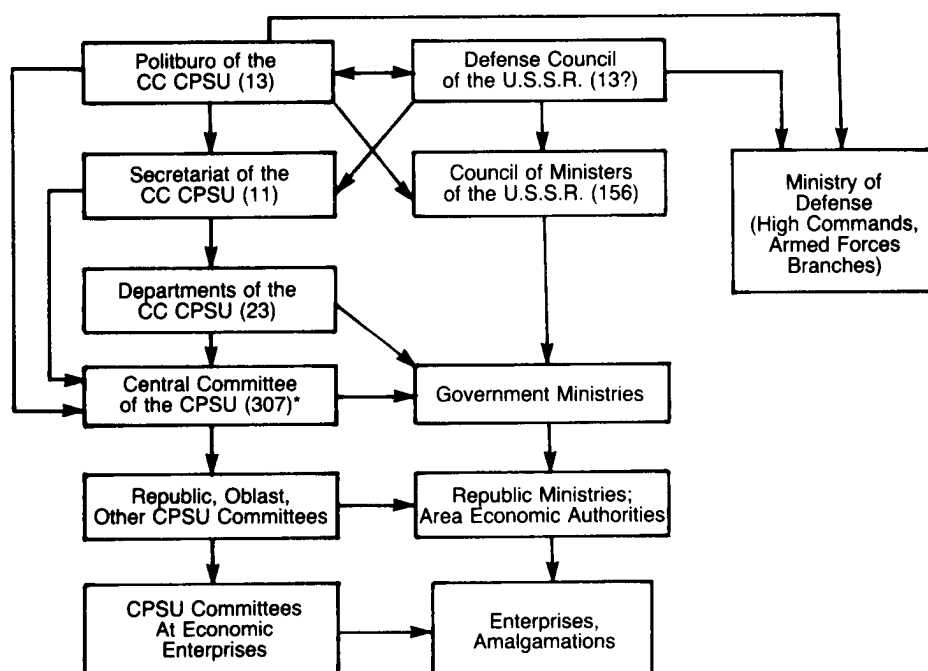 Politburo of the
CC CPSU (13)
Defense Council
of the U.S.S.R. (13?)
Secretariat of the
CC CPSU (11)
Council of Ministers
of the U.S.S.R. (156)
Ministry of
Defense
(High Commands,
Armed Forces
Branches)
Departments of the
CC CPSU (23)
Central Committee
of the CPSU (307)*
Government Ministries
Republic, Oblast,
Other CPSU Committees
Republic Ministries;
Area Economic Authorities
CPSU Committees
At Economic
Enterprises
Enterprises,
Amalgamations